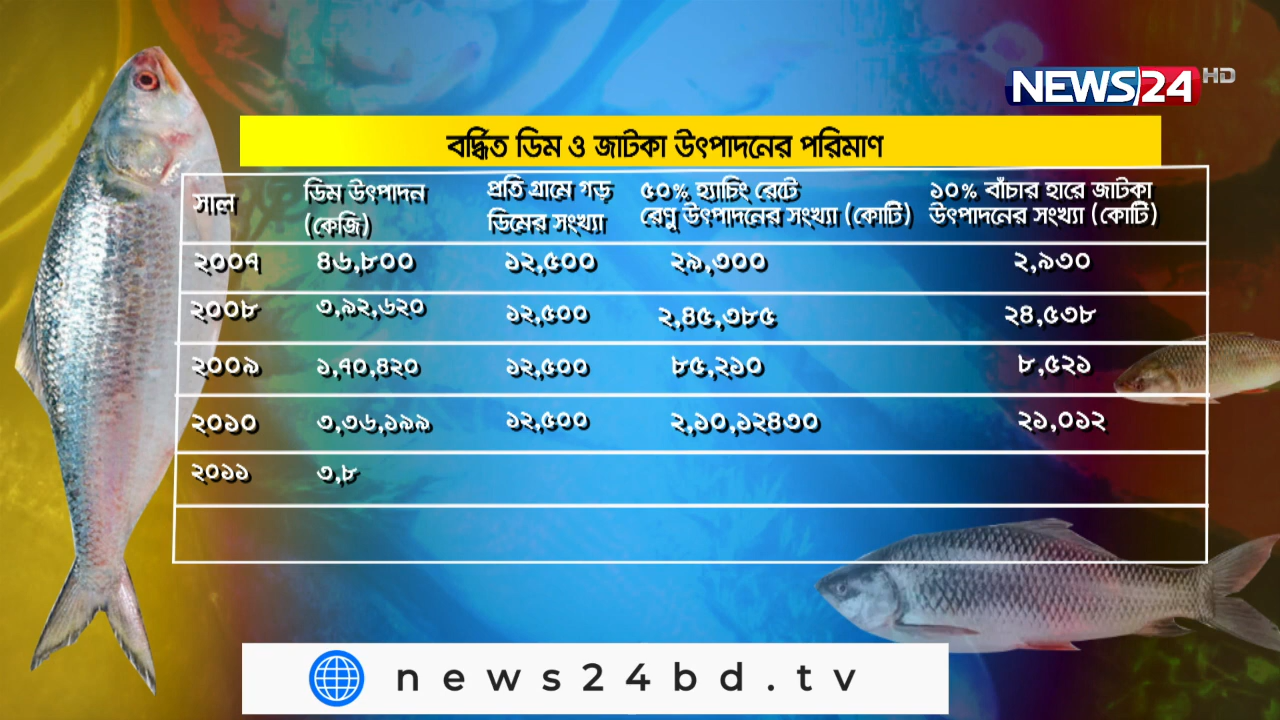 NEWS24 HD
বর্দ্ধিত ডিম ও জাটকা উৎপাদনের পরিমাণ
সাল ডিম উৎপাদন (কেজি) প্রতি গ্রামে গড় ডিমের সংখ্যা ৫০% হ্যাচিং রেটে রেণু উৎপাদনের সংখ্যা (কোটি) ১০% বাঁচার হারে জাটকা উৎপাদনের সংখ্যা (কোটি)
২০০৭ ৪৬,৮০০ ১২,৫০০ ২৯,৩০০ ২,৯৩০
২০০৮ ৩,৯২,৬২০ ১২,৫০০ ২,৪৫,৩৮৫ ২৪,৫৩৮
২০০৯ ১,৭০,৪২০ ১২,৫০০ ৮৫,২১০ ৮,৫২১
২০১০ ৩,৩৬,১৯৯ ১২,৫০০ ২,১০,১২৪৩০ ২১,০১২
২০১১ ৩,৮
news24bd.tv